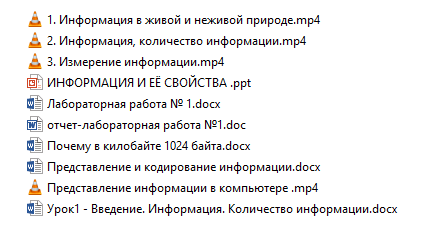 1. Информация в живой и неживой природе.mp4
2. Информация, количество информации.mp4
3. Измерение информации.mp4
ИНФОРМАЦИЯ И ЕЁ СВОЙСТВА .ppt
Лабораторная работа № 1.docx
отчет-лабораторная работа №1.doc
Почему в килобайте 1024 байта.docx
Представление и кодирование информации.docx
Представление информации в компьютере .mp4
Урок1 - Введение. Информация. Количество информации.docx